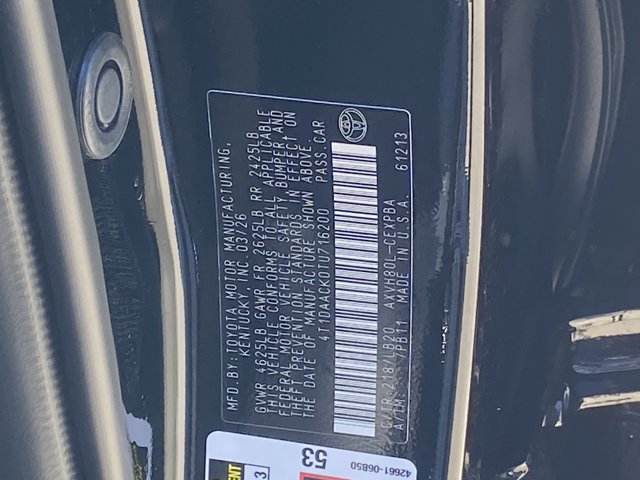 MFD.BY:TOYOTA MOTOR MANUFACTURING,
KENTUCKY, INC. 03/26
GVWR 4625LB GAWR FR 2625LB RR 2425LB
THIS VEHICLE CONFORMS TO ALL APPLICABLE
FEDERAL MOTOR VEHICLE SAFETY, BUMPER AND
THEFT PREVENTION STANDARDS IN EFFECT ON
THE DATE OF MANUFACTURE SHOWN ABOVE.
4T1DAACK0TU716200 PASS.CAR
C/TR 218/LB20 AXVH80L-CEXPBA
A/TM /PB11 MADE IN U.S.A. 61213
53
42661-06B50